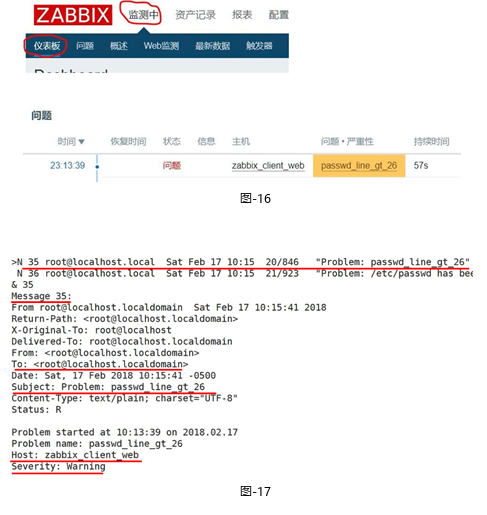 ZABBIX 监测中 资产记录 报表 配置
仪表板 问题 概述 Web监测 最新数据 触发器
问题
时间▼ 恢复时间 状态 信息 主机 问题・严重性 持续时间
23:13:39 问题 zabbix_client_web passwd_line_gt_26 57s
图-16
>N 35 root@localhost.local Sat Feb 17 10:15 20/846 "Problem: passwd_line_gt_26"
N 36 root@localhost.local Sat Feb 17 10:15 21/923 "Problem: /etc/passwd has bee
& 35
Message 35:
From root@localhost.localdomain Sat Feb 17 10:15:41 2018
Return-Path: <root@localhost.localdomain>
X-Original-To: root@localhost
Delivered-To: root@localhost.localdomain
From: <root@localhost.localdomain>
To: <root@localhost.localdomain>
Date: Sat, 17 Feb 2018 10:15:41 -0500
Subject: Problem: passwd_line_gt_26
Content-Type: text/plain; charset="UTF-8"
Status: R
Problem started at 10:13:39 on 2018.02.17
Problem name: passwd_line_gt_26
Host: zabbix_client_web
Severity: Warning
图-17